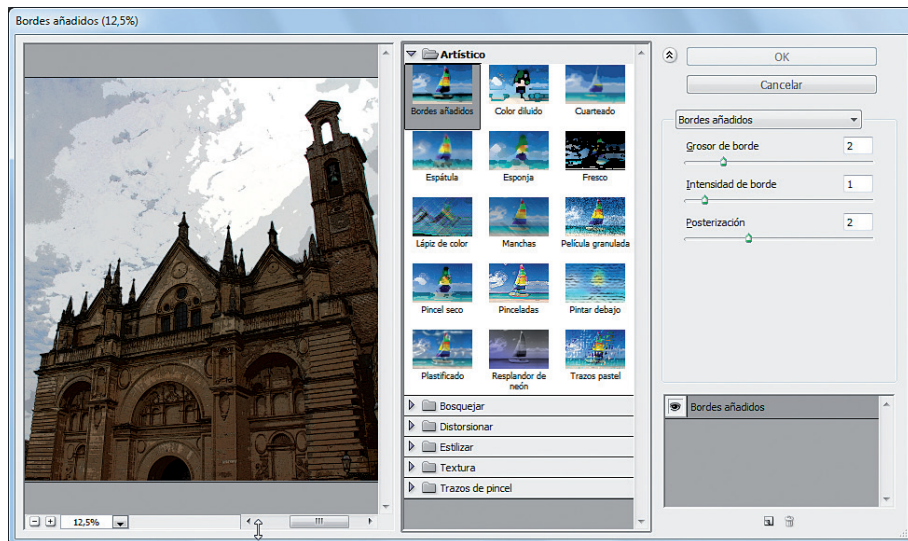 Bordes añadidos (12,5%)
12,5%
Artístico
Bordes añadidos
Color diluido
Cuarteado
Espátula
Esponja
Fresco
Lápiz de color
Manchas
Película granulada
Pincel seco
Pinceladas
Pintar debajo
Plastificado
Resplandor de
neón
Trazos pastel
Bosquejar
Distorsionar
Estilizar
Textura
Trazos de pincel
OK
Cancelar
Bordes añadidos
Grosor de borde 2
Intensidad de borde 1
Posterización 2
Bordes añadidos